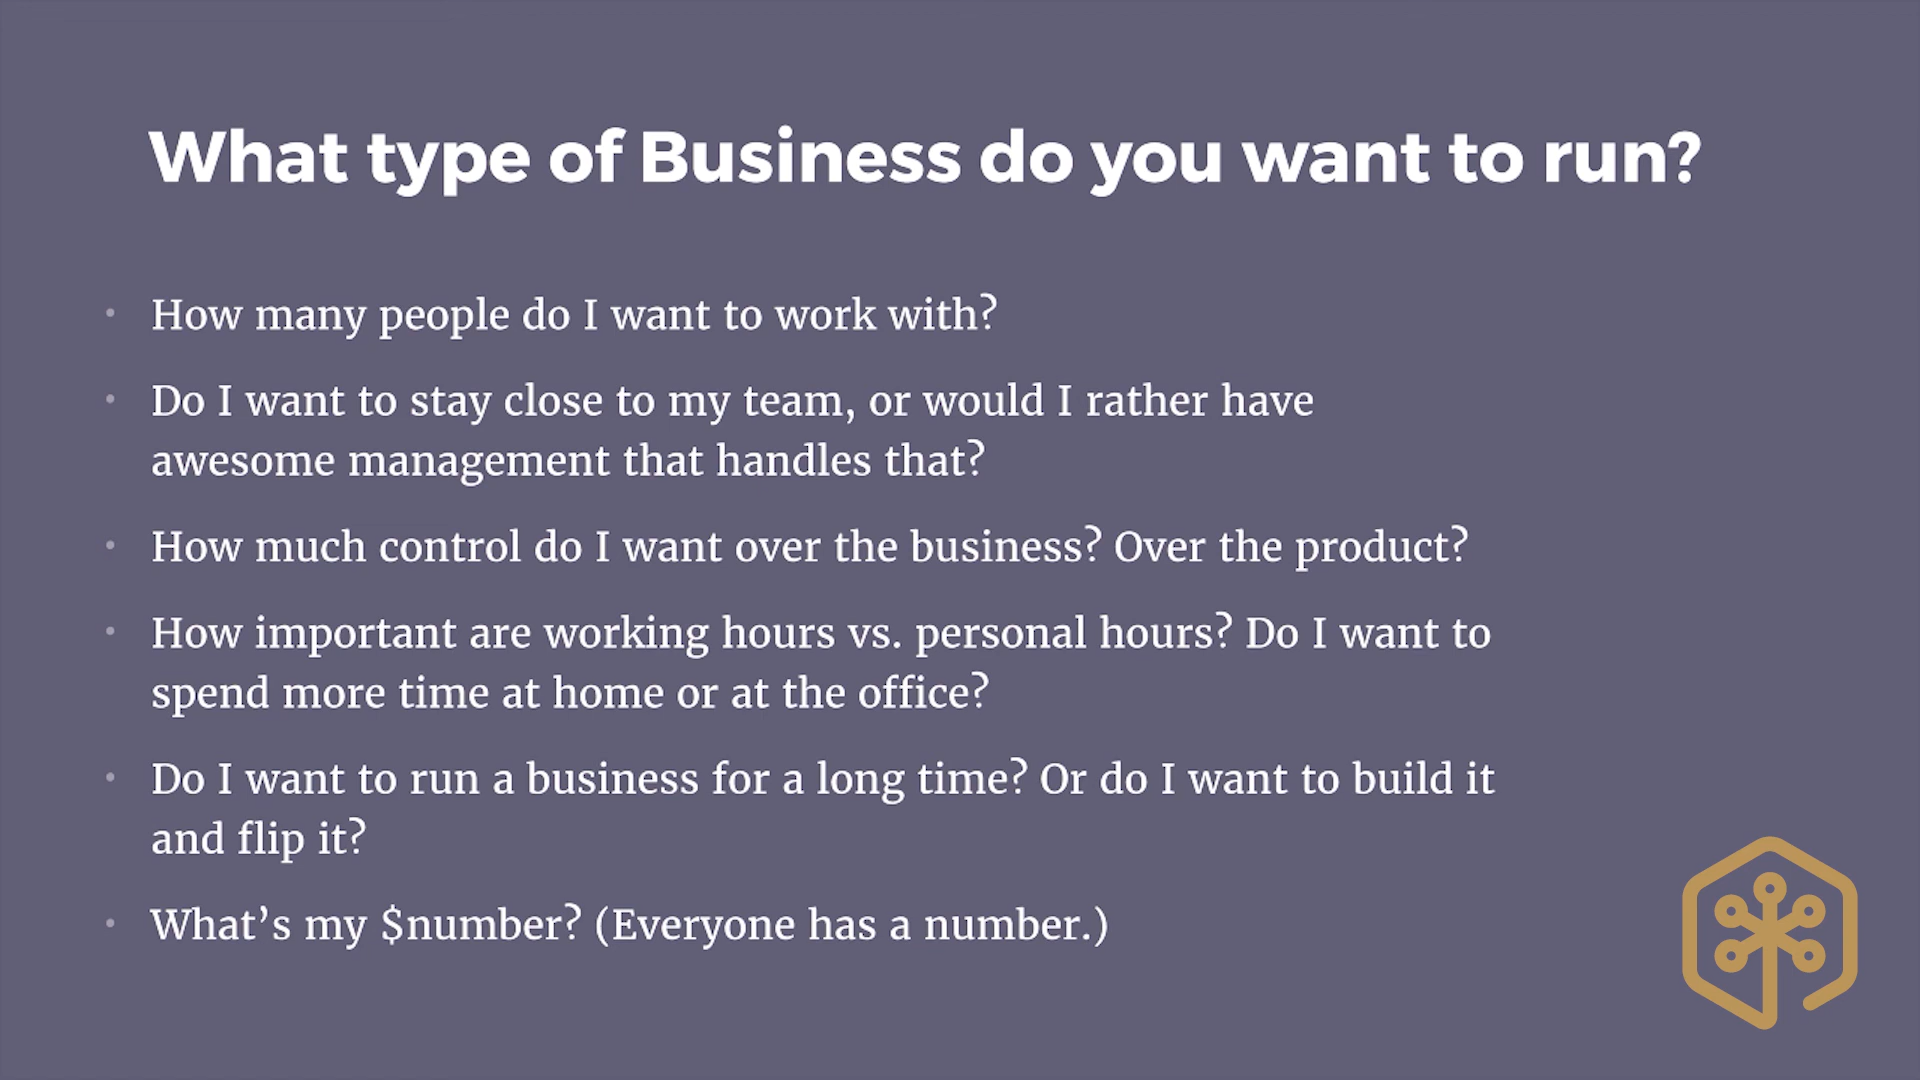 What type of Business do you want to run?
• How many people do I want to work with?
• Do I want to stay close to my team, or would I rather have
awesome management that handles that?
• How much control do I want over the business? Over the product?
• How important are working hours vs. personal hours? Do I want to
spend more time at home or at the office?
• Do I want to run a business for a long time? Or do I want to build it
and flip it?
• What’s my $number? (Everyone has a number.)